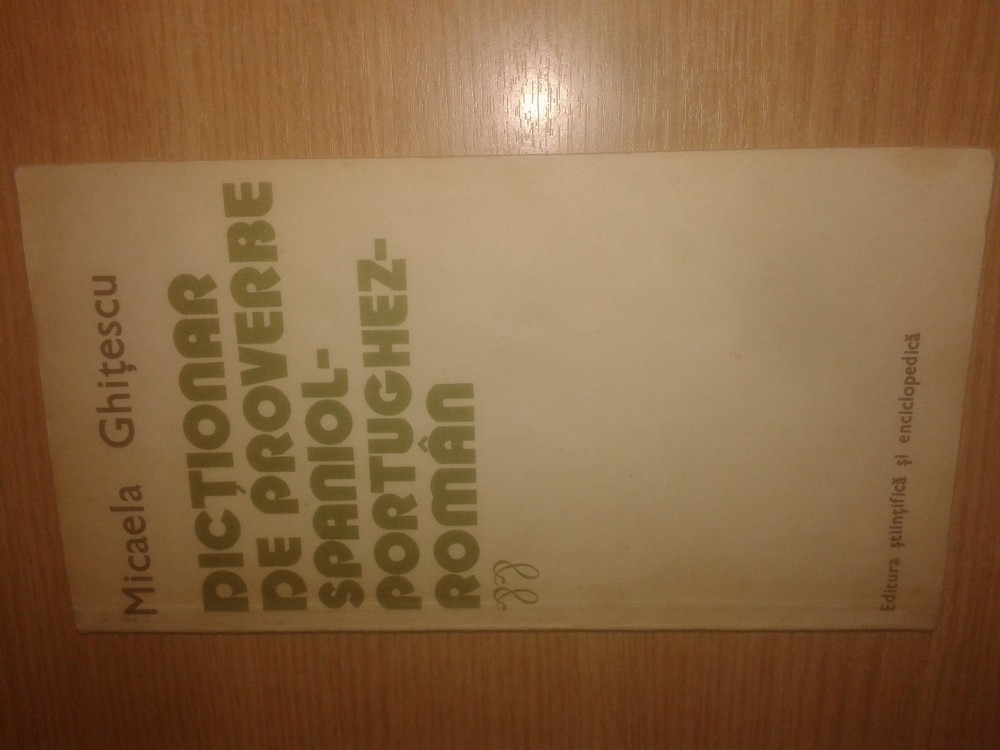 Micaela Ghițescu
DICȚIONAR
DE PROVERBE
SPANIOL-
PORTUGHEZ-
ROMÂN
Editura științifică și enciclopedică